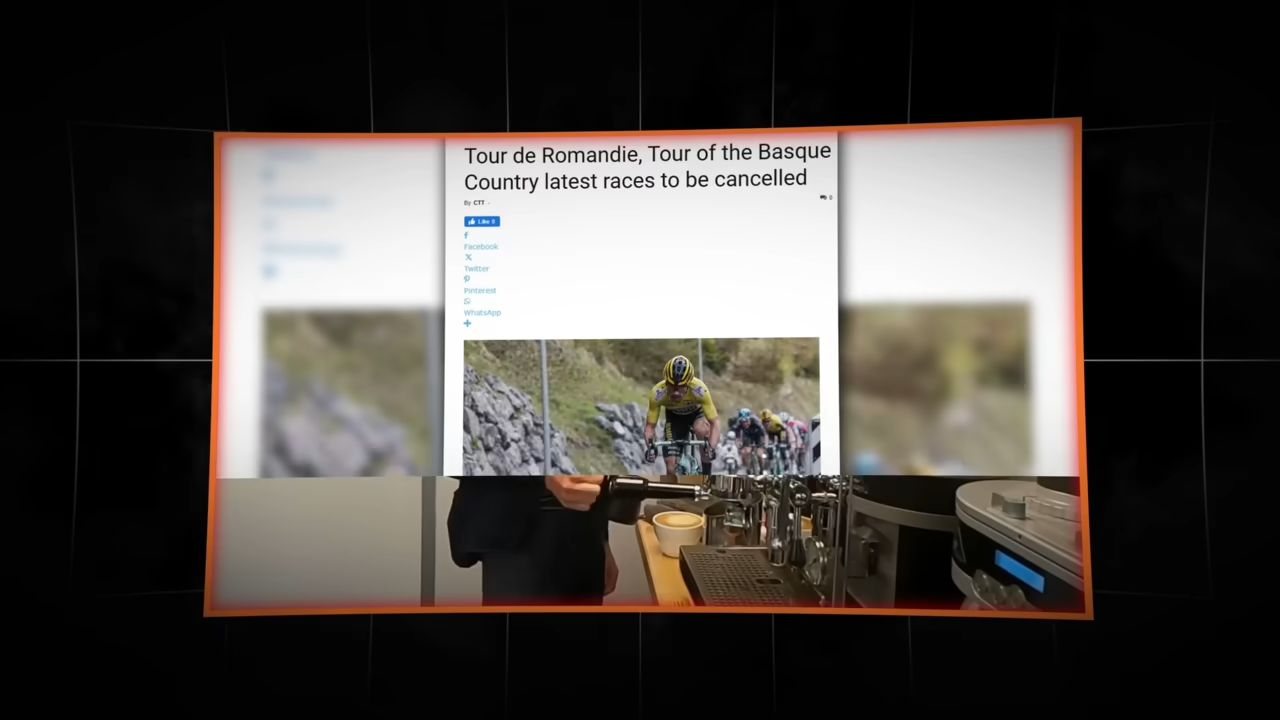 Tour de Romandie, Tour of the Basque
Country latest races to be cancelled
By CTT -
0
Like 0
Facebook
Twitter
Pinterest
WhatsApp